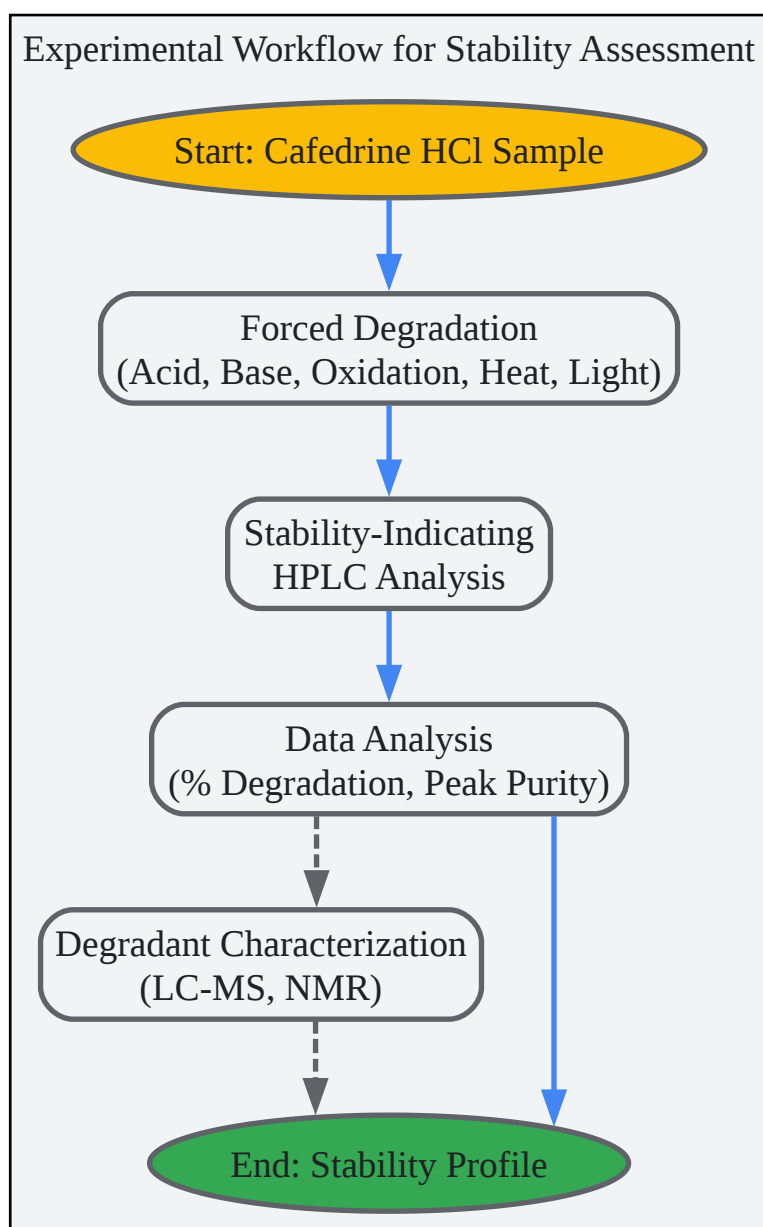 Experimental Workflow for Stability Assessment
Start: Cafedrine HCl Sample
Forced Degradation
(Acid, Base, Oxidation, Heat, Light)
Stability-Indicating
HPLC Analysis
Data Analysis
(% Degradation, Peak Purity)
Degradant Characterization
(LC-MS, NMR)
End: Stability Profile